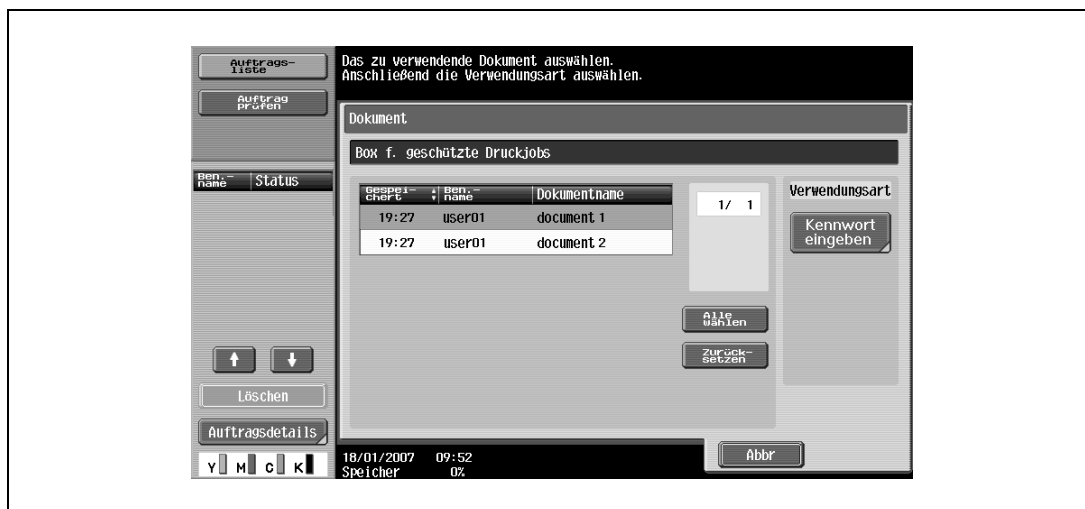 Auftrags-
liste
Auftrag
prüfen
Ben.-
name
Status
Löschen
Auftragsdetails
Y M C K
Das zu verwendende Dokument auswählen.
Anschließend die Verwendungsart auswählen.
Dokument
Box f. geschützte Druckjobs
Gespei-
chert
Ben.-
name
Dokumentname
19:27 user01 document 1
19:27 user01 document 2
1/ 1
Alle
wählen
Zurück-
setzen
Verwendungsart
Kennwort
eingeben
18/01/2007 09:52
Speicher 0%
Abbr